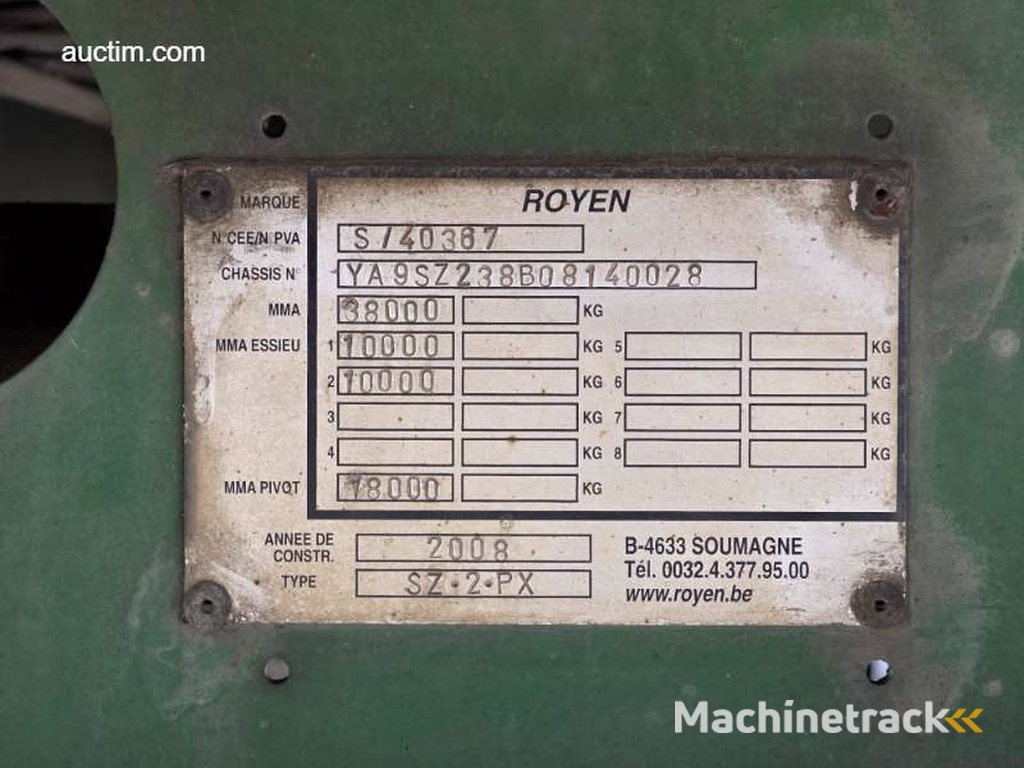 auctim.com
MARQUE ROYEN
N CEE/N PVA S/40367
CHASSIS N° YA9SZ238B08140028
MMA 38000 KG
MMA ESSIEU 1 10000 KG 5 KG
2 10000 KG 6 KG
3 KG 7 KG
4 KG 8 KG
MMA PIVOT 18000 KG
ANNEE DE CONSTR. 2008
TYPE SZ·2·PX
B-4633 SOUMAGNE
Tél. 0032.4.377.95.00
www.royen.be
Machinetrack